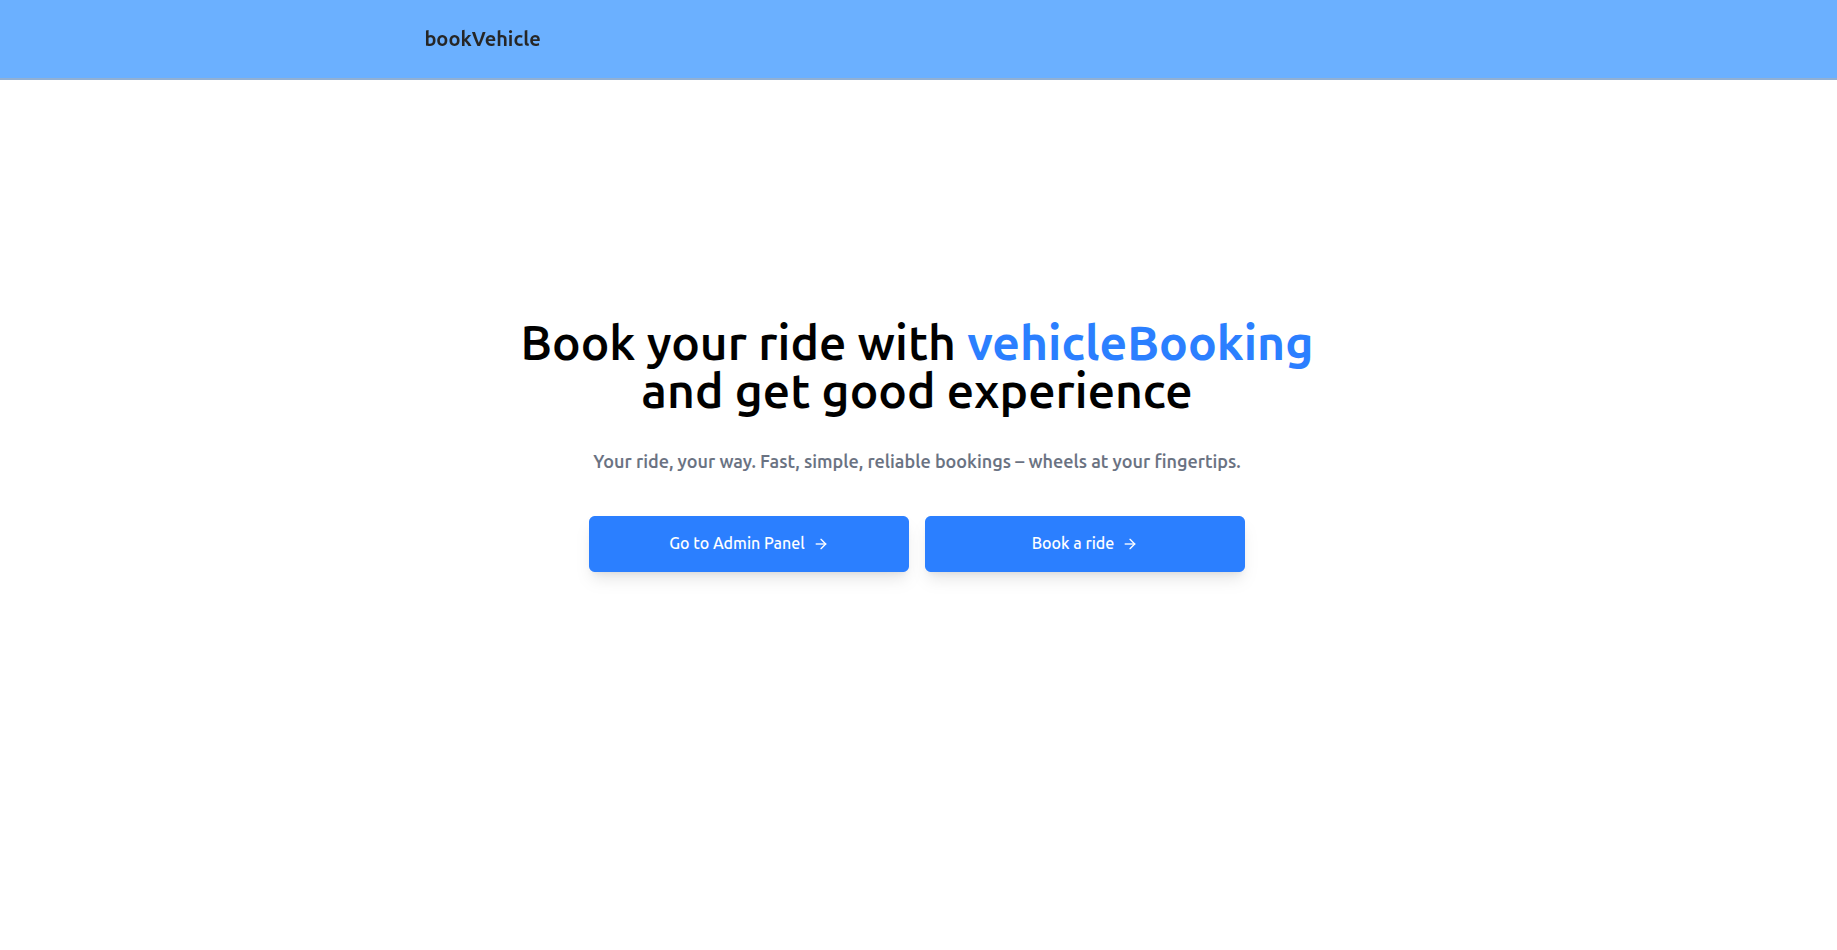 bookVehicle
Book your ride with vehicleBooking
and get good experience
Your ride, your way. Fast, simple, reliable bookings – wheels at your fingertips.
Go to Admin Panel →
Book a ride →